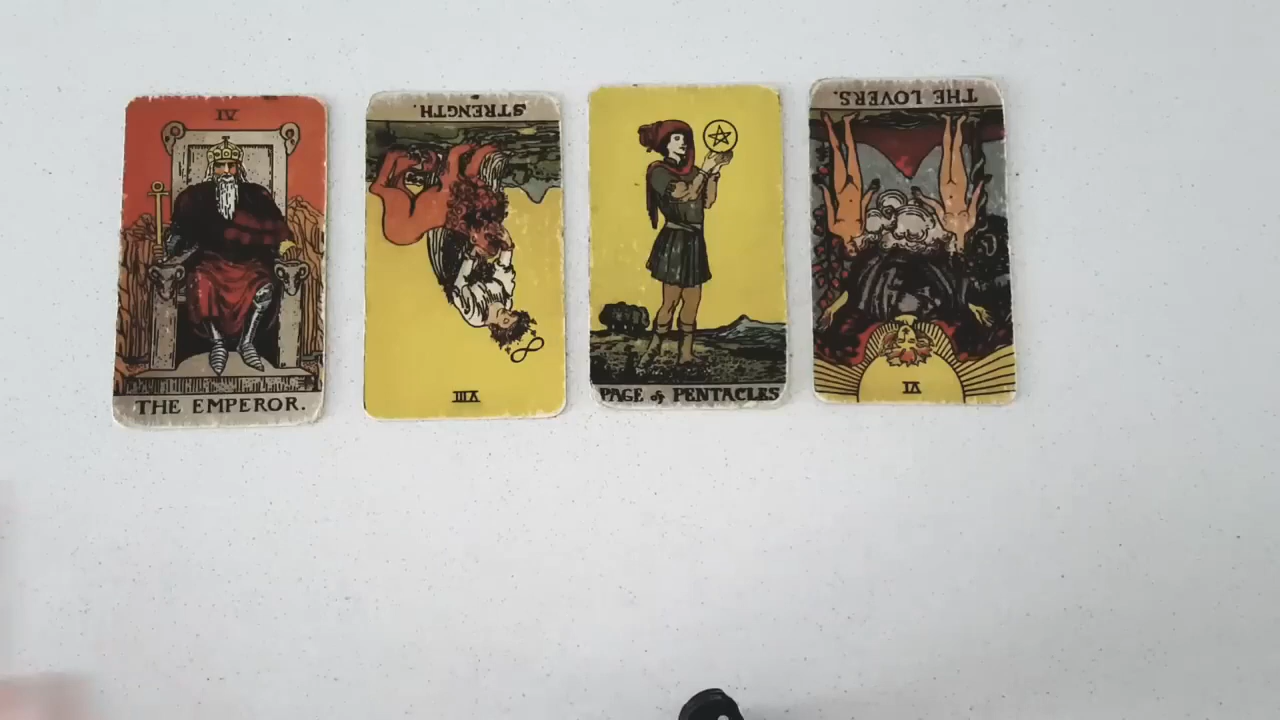 IV
THE EMPEROR.
STRENGTH.
VIII
PAGE of PENTACLES
THE LOVERS.
VI